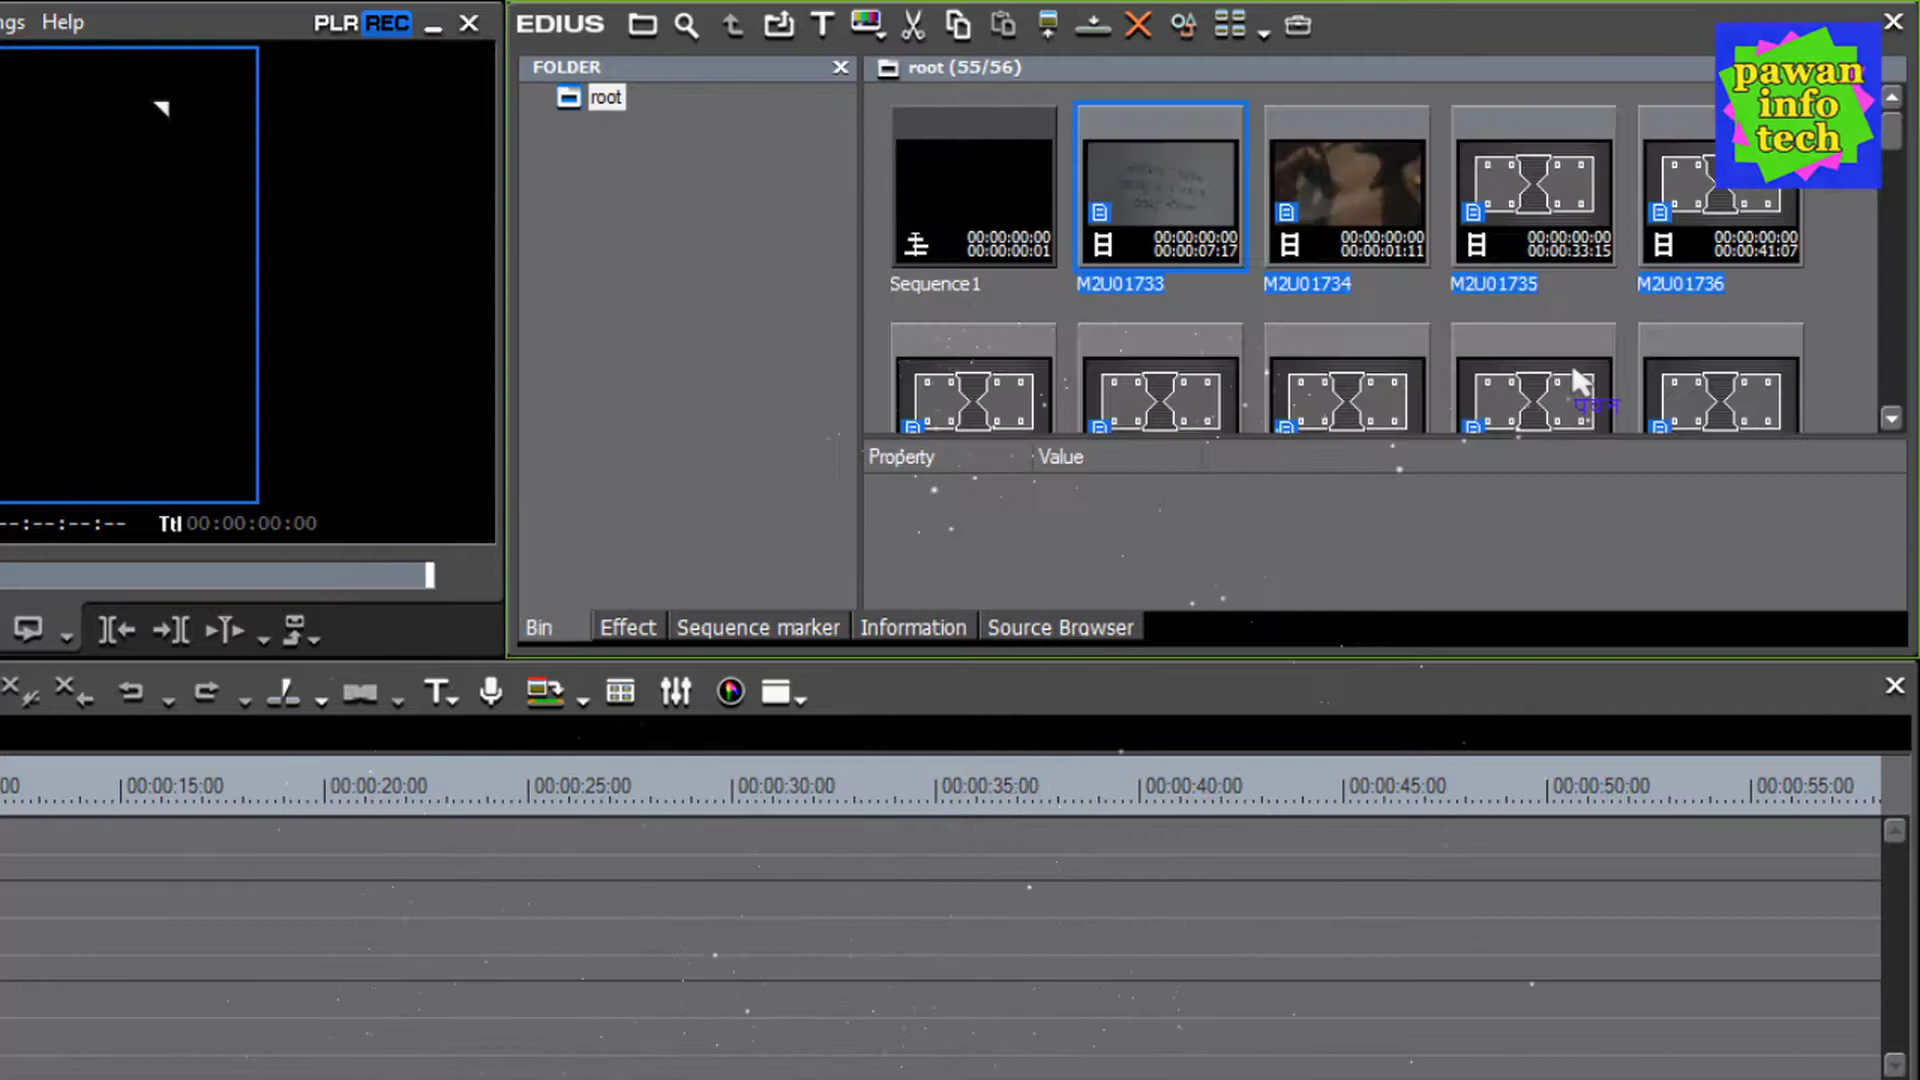 ngs Help PLR REC
EDIUS
FOLDER
root
root (55/56)
pawan
info
tech
00:00:00:00
00:00:00:01
Sequence1
00:00:00:00
00:00:07:17
M2U01733
00:00:00:00
00:00:01:11
M2U01734
00:00:00:00
00:00:33:15
M2U01735
00:00:00:00
00:00:41:07
M2U01736
पवन
Property Value
--:--:--:-- Ttl 00:00:00:00
Bin Effect Sequence marker Information Source Browser
00 00:00:15:00 00:00:20:00 00:00:25:00 00:00:30:00 00:00:35:00 00:00:40:00 00:00:45:00 00:00:50:00 00:00:55:00